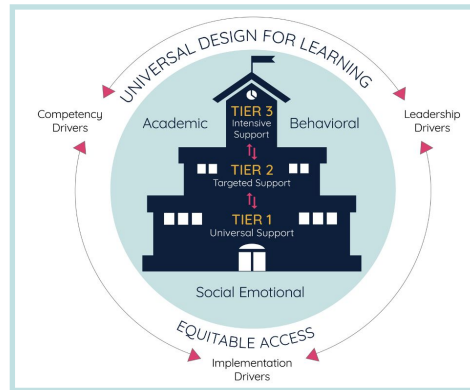 UNIVERSAL DESIGN FOR LEARNING
Competency
Drivers
Leadership
Drivers
Academic
Behavioral
TIER 3
Intensive
Support
TIER 2
Targeted Support
TIER 1
Universal Support
Social Emotional
EQUITABLE ACCESS
Implementation
Drivers